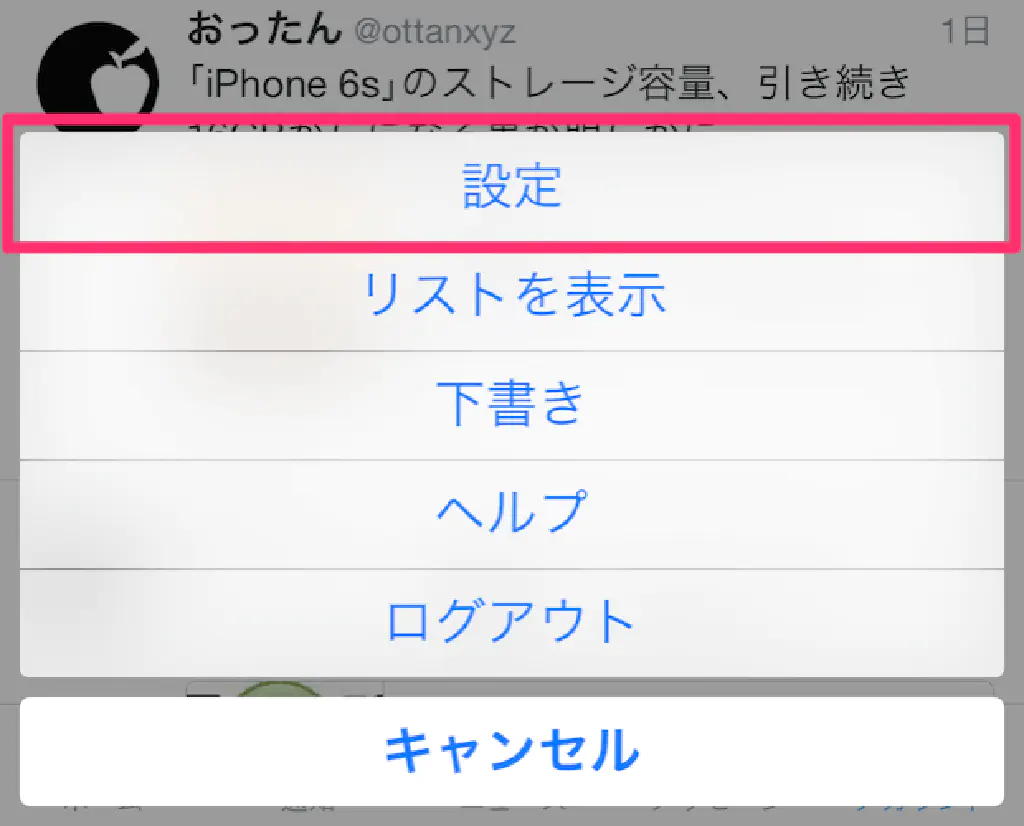 おったん @ottanxyz 1日
「iPhone 6s」のストレージ容量、引き続き
設定
リストを表示
下書き
ヘルプ
ログアウト
キャンセル